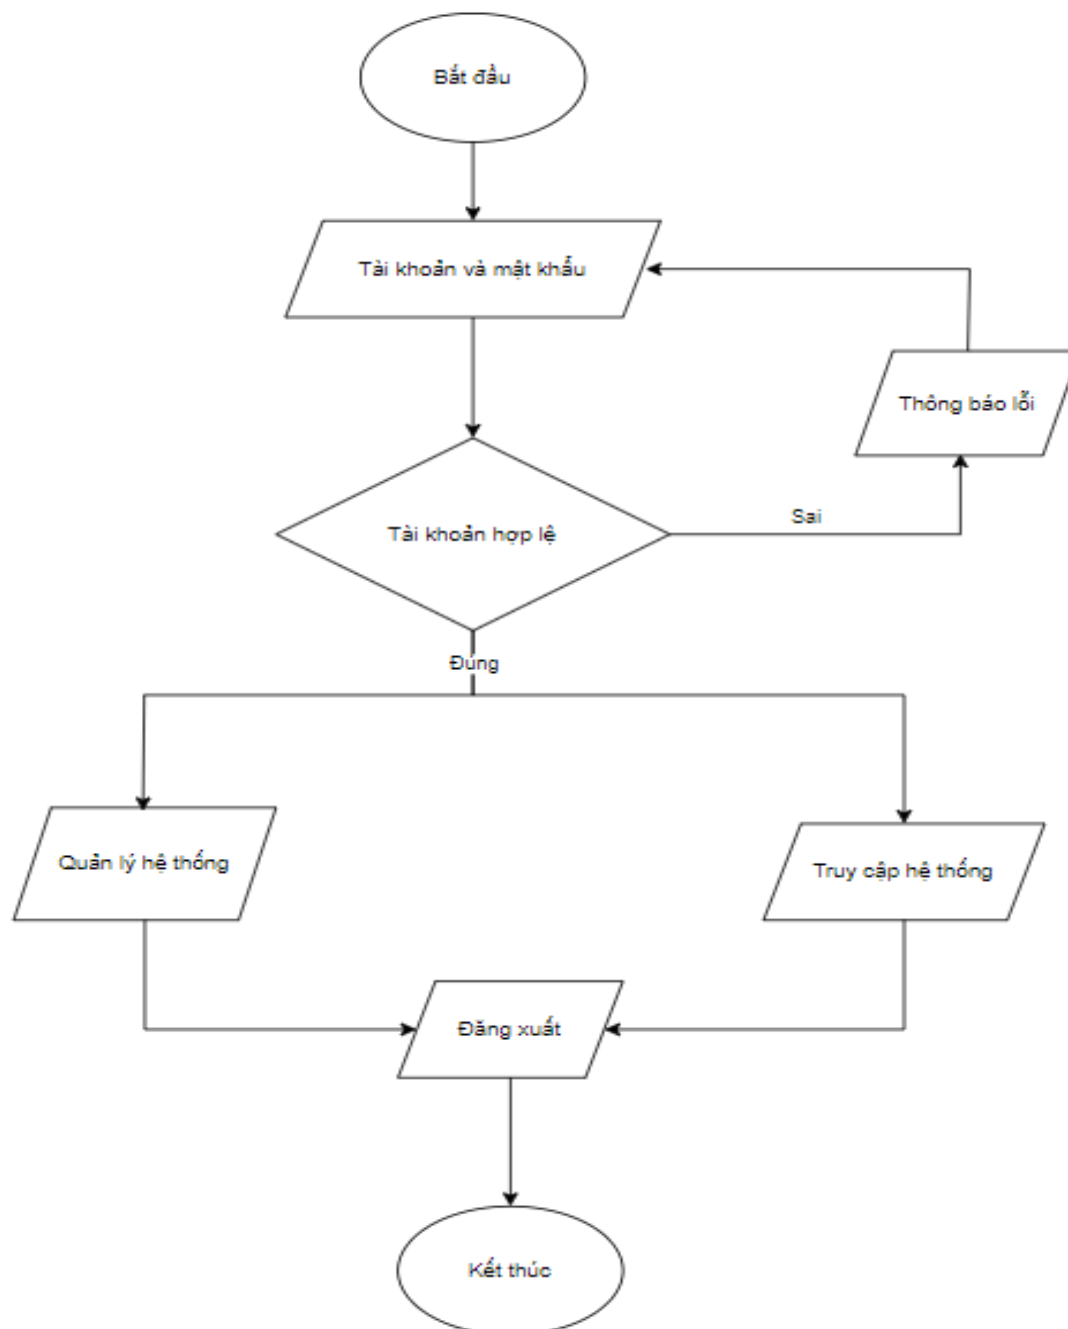 Bắt đầu
Tài khoản và mật khẩu
Thông báo lỗi
Tài khoản hợp lệ
Sai
Đúng
Quản lý hệ thống
Truy cập hệ thống
Đăng xuất
Kết thúc